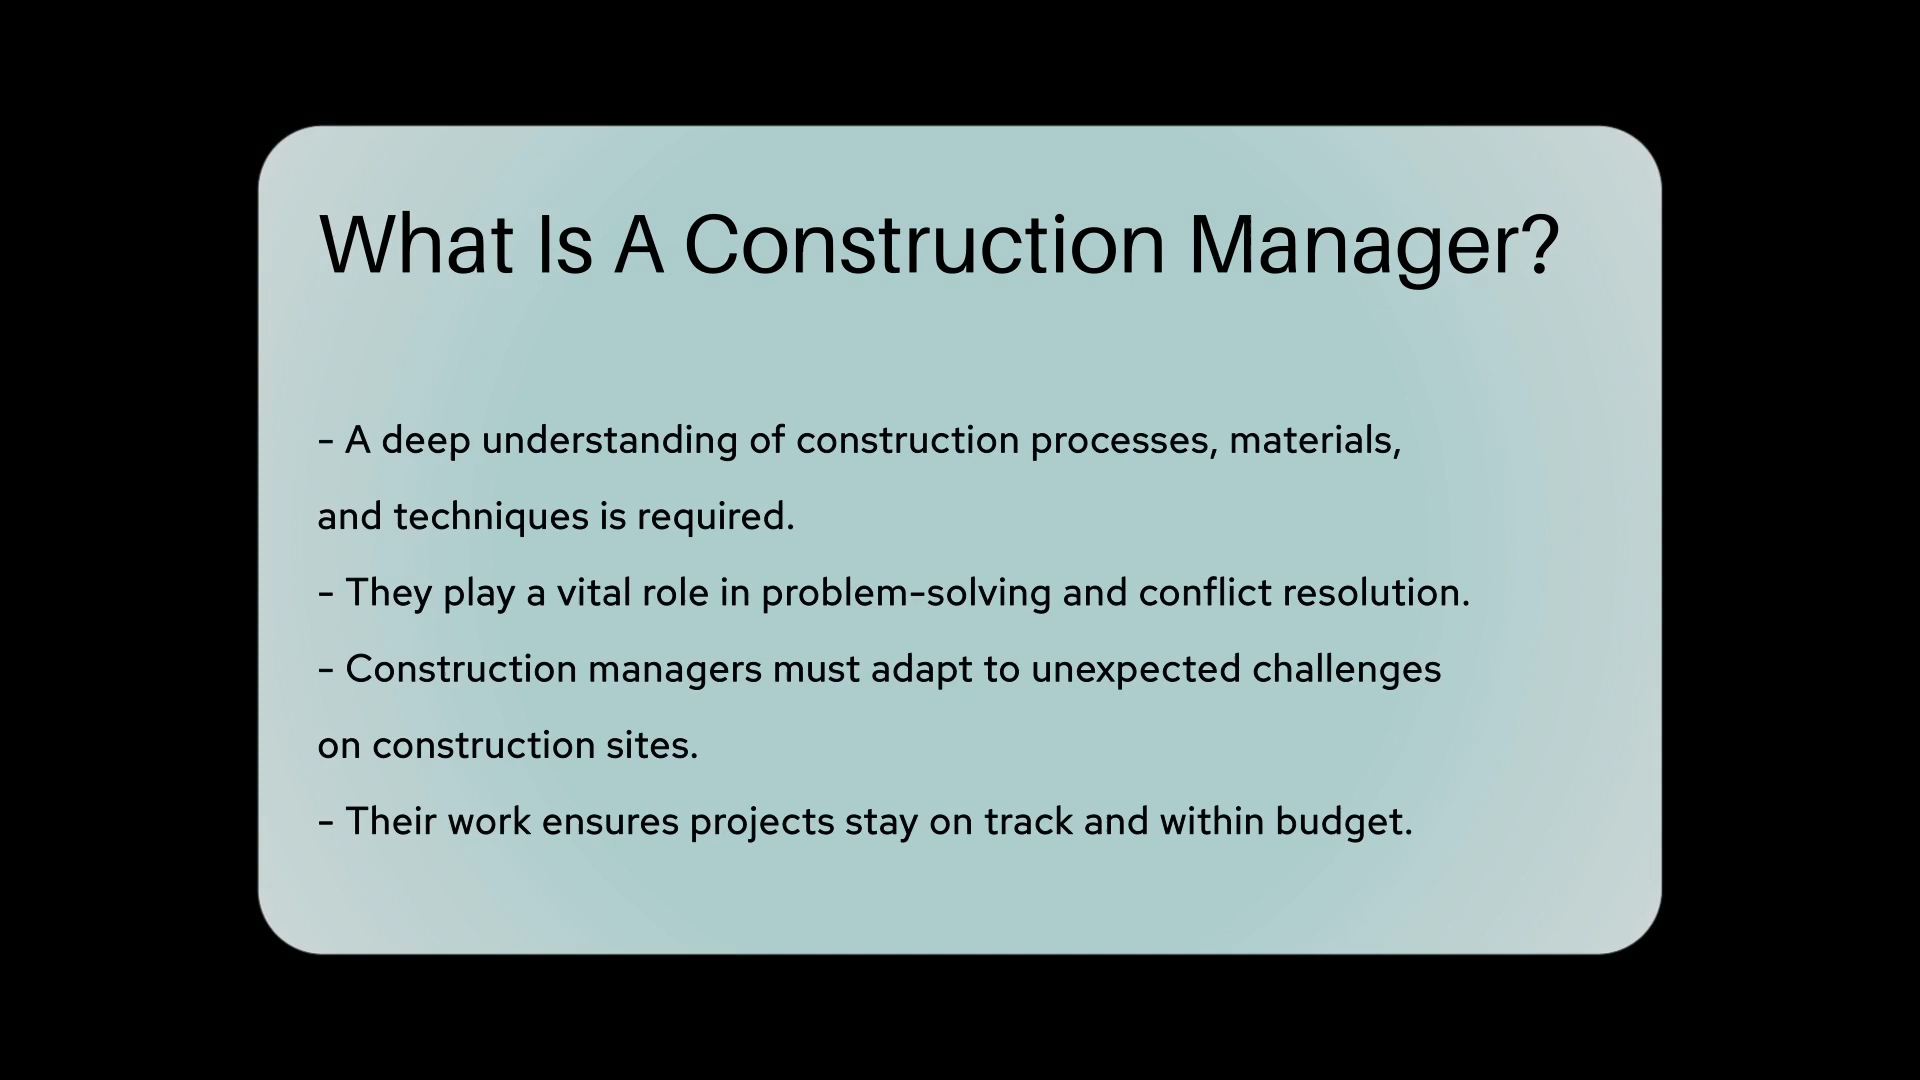 What Is A Construction Manager?
- A deep understanding of construction processes, materials,
and techniques is required.
- They play a vital role in problem-solving and conflict resolution.
- Construction managers must adapt to unexpected challenges
on construction sites.
- Their work ensures projects stay on track and within budget.